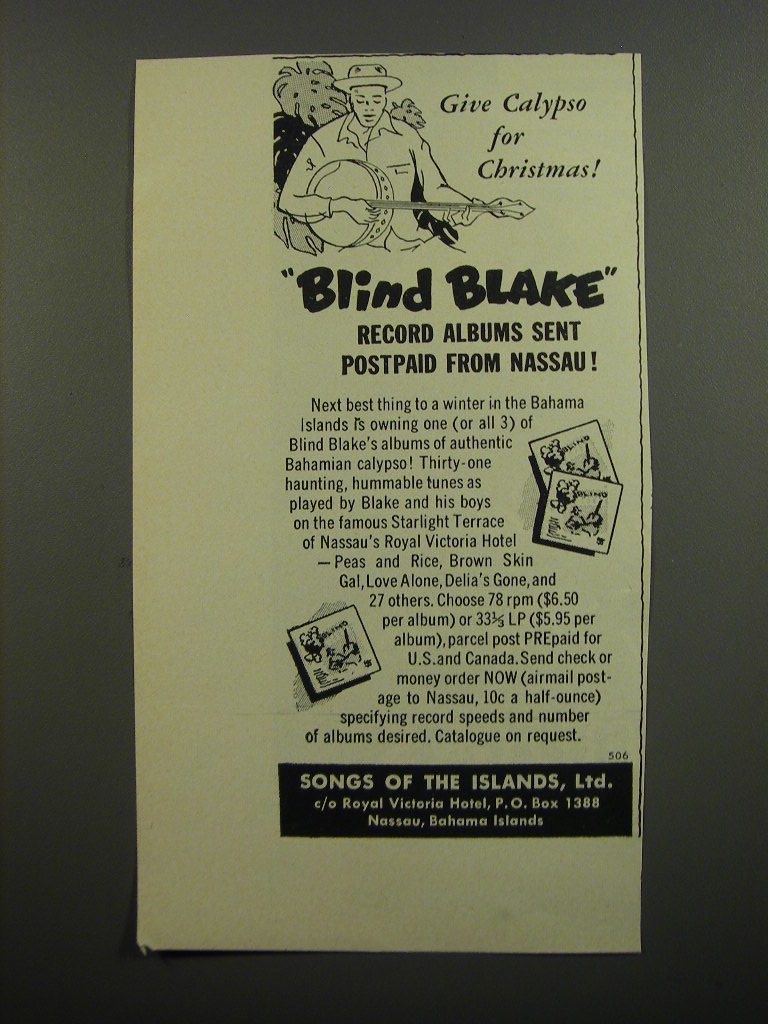 Give Calypso
for
Christmas!
"Blind BLAKE"
RECORD ALBUMS SENT
POSTPAID FROM NASSAU!
Next best thing to a winter in the Bahama
Islands is owning one (or all 3) of
Blind Blake's albums of authentic
Bahamian calypso! Thirty-one
haunting, hummable tunes as
played by Blake and his boys
on the famous Starlight Terrace
of Nassau's Royal Victoria Hotel
— Peas and Rice, Brown Skin
Gal, Love Alone, Delia's Gone, and
27 others. Choose 78 rpm ($6.50
per album) or 33⅓ LP ($5.95 per
album), parcel post PREpaid for
U.S. and Canada. Send check or
money order NOW (airmail post-
age to Nassau, 10c a half-ounce)
specifying record speeds and number
of albums desired. Catalogue on request.
506
SONGS OF THE ISLANDS, Ltd.
c/o Royal Victoria Hotel, P.O. Box 1388
Nassau, Bahama Islands
BLIND
BLIND
BLIND